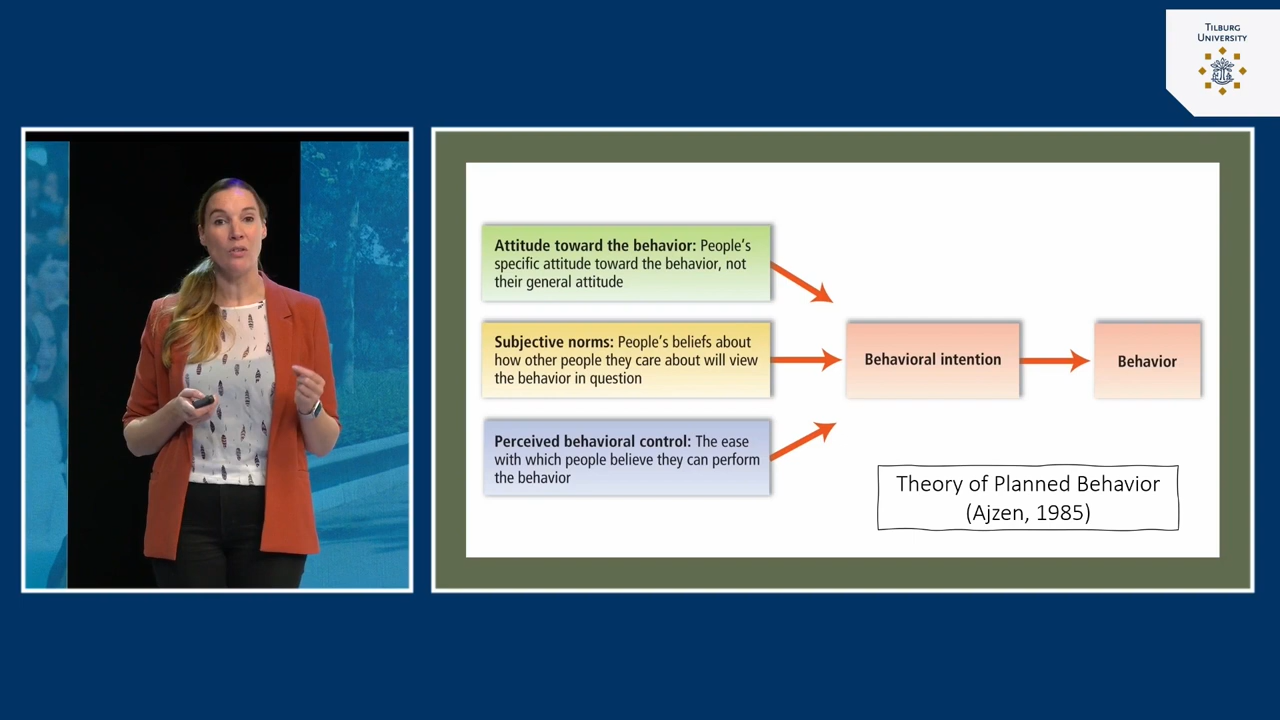 TILBURG
UNIVERSITY
Attitude toward the behavior: People’s
specific attitude toward the behavior, not
their general attitude
Subjective norms: People’s beliefs about
how other people they care about will view
the behavior in question
Perceived behavioral control: The ease
with which people believe they can perform
the behavior
Behavioral intention
Behavior
Theory of Planned Behavior
(Ajzen, 1985)